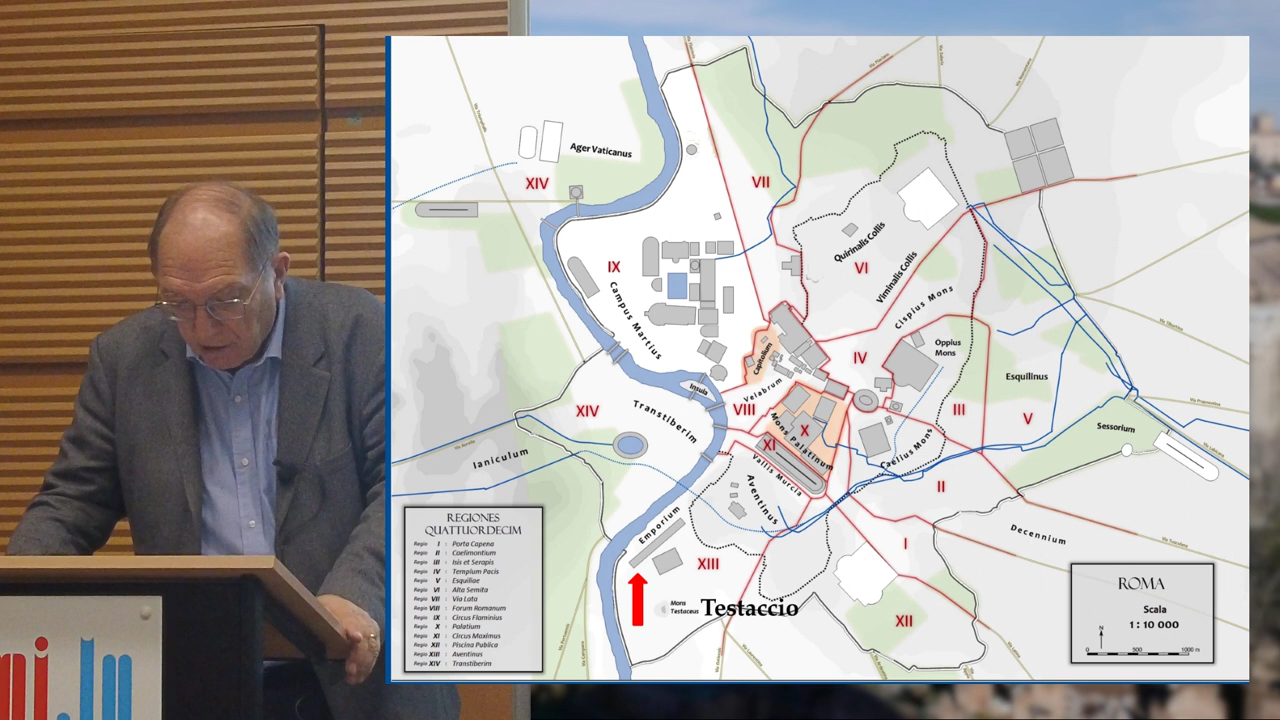 Ager Vaticanus
XIV
VII
IX
Campus Martius
Quirinalis Collis
VI
Viminalis Collis
Cispius Mons
Oppius
Mons
IV
Capitolium
Esquilinus
Insula
Velabrum
XIV
Transtiberim
VIII
X
Mons Palatinum
XI
Vallis Murcia
III
V
Sessorium
Caelius Mons
Ianiculum
Aventinus
II
Decennium
Emporium
XIII
I
XII
Mons
Testaceus
Testaccio
REGIONES
QUATTUORDECIM
Regio I : Porta Capena
Regio II : Caelimontium
Regio III : Isis et Serapis
Regio IV : Templum Pacis
Regio V : Esquiliae
Regio VI : Alta Semita
Regio VII : Via Lata
Regio VIII : Forum Romanum
Regio IX : Circus Flaminius
Regio X : Palatium
Regio XI : Circus Maximus
Regio XII : Piscina Publica
Regio XIII : Aventinus
Regio XIV : Transtiberim
ROMA
Scala
1 : 10 000
N
0 500 1000 m